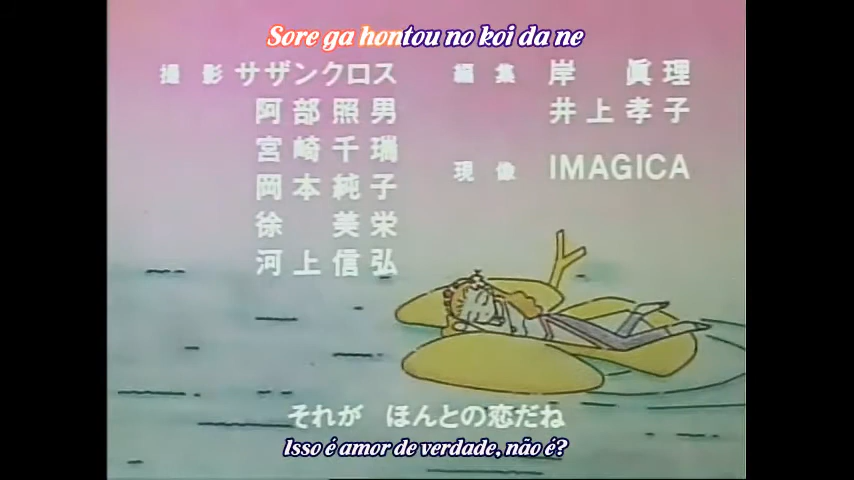 Sore ga hontou no koi da ne
撮影 サザンクロス
阿部照男
宮崎千瑞
岡本純子
徐 美栄
河上信弘
編集 岸 眞理
井上孝子
現像 IMAGICA
それが ほんとの恋だね
Isso é amor de verdade, não é?